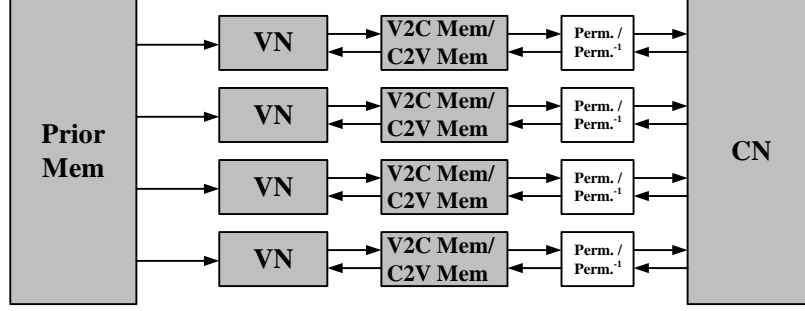 Prior
Mem
VN
V2C Mem/
C2V Mem
Perm. /
Perm.⁻¹
VN
V2C Mem/
C2V Mem
Perm. /
Perm.⁻¹
VN
V2C Mem/
C2V Mem
Perm. /
Perm.⁻¹
VN
V2C Mem/
C2V Mem
Perm. /
Perm.⁻¹
CN